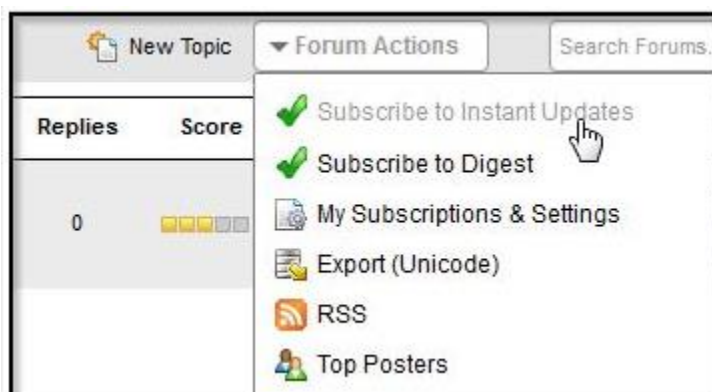 New Topic Forum Actions Search Forums.
Replies Score
Subscribe to Instant Updates
Subscribe to Digest
0
My Subscriptions & Settings
Export (Unicode)
RSS
Top Posters